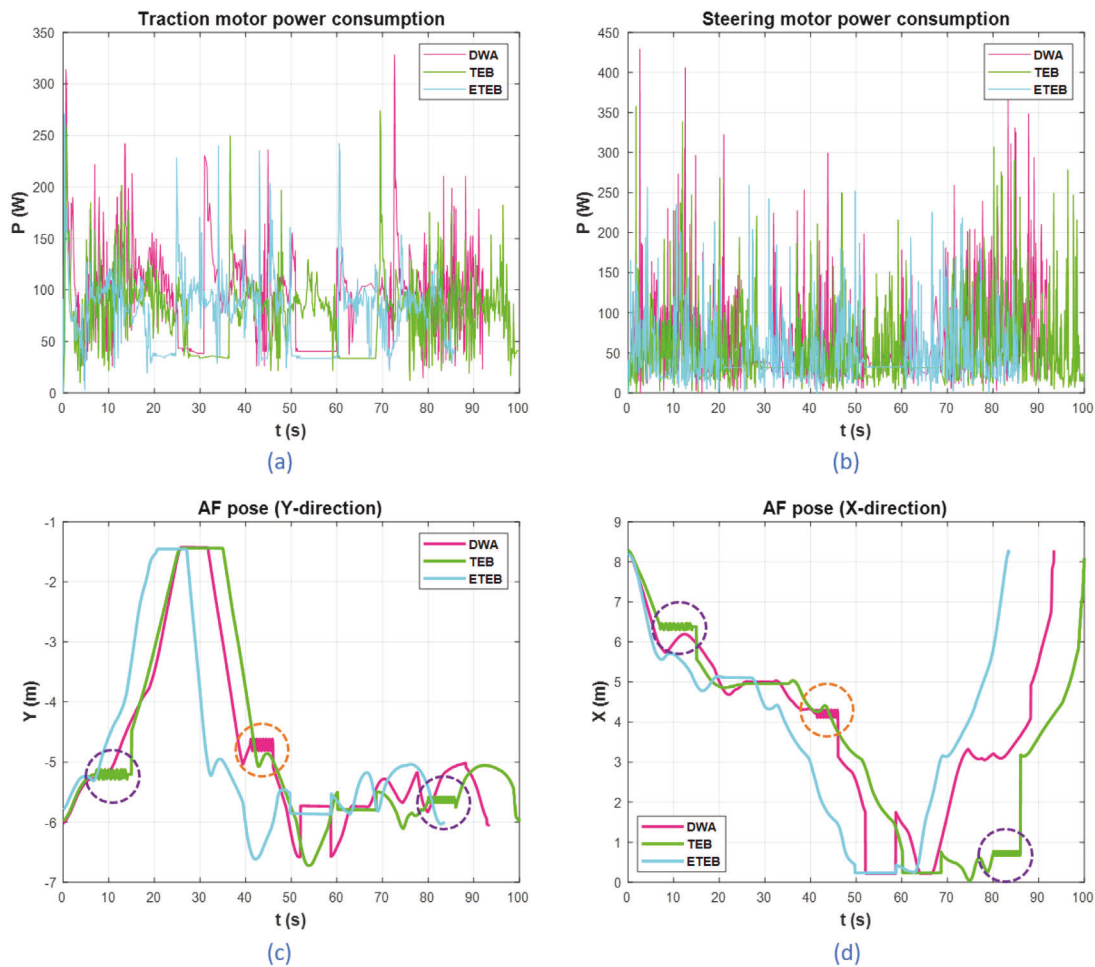 Traction motor power consumption
350
300
250
200
150
100
50
0
P (W)
DWA
TEB
ETEB
0 10 20 30 40 50 60 70 80 90 100
t (s)
(a)
Steering motor power consumption
450
400
350
300
250
200
150
100
50
0
P (W)
DWA
TEB
ETEB
0 10 20 30 40 50 60 70 80 90 100
t (s)
(b)
AF pose (Y-direction)
-1
-2
-3
-4
-5
-6
-7
Y (m)
DWA
TEB
ETEB
0 10 20 30 40 50 60 70 80 90 100
t (s)
(c)
AF pose (X-direction)
9
8
7
6
5
4
3
2
1
0
X (m)
DWA
TEB
ETEB
0 10 20 30 40 50 60 70 80 90 100
t (s)
(d)